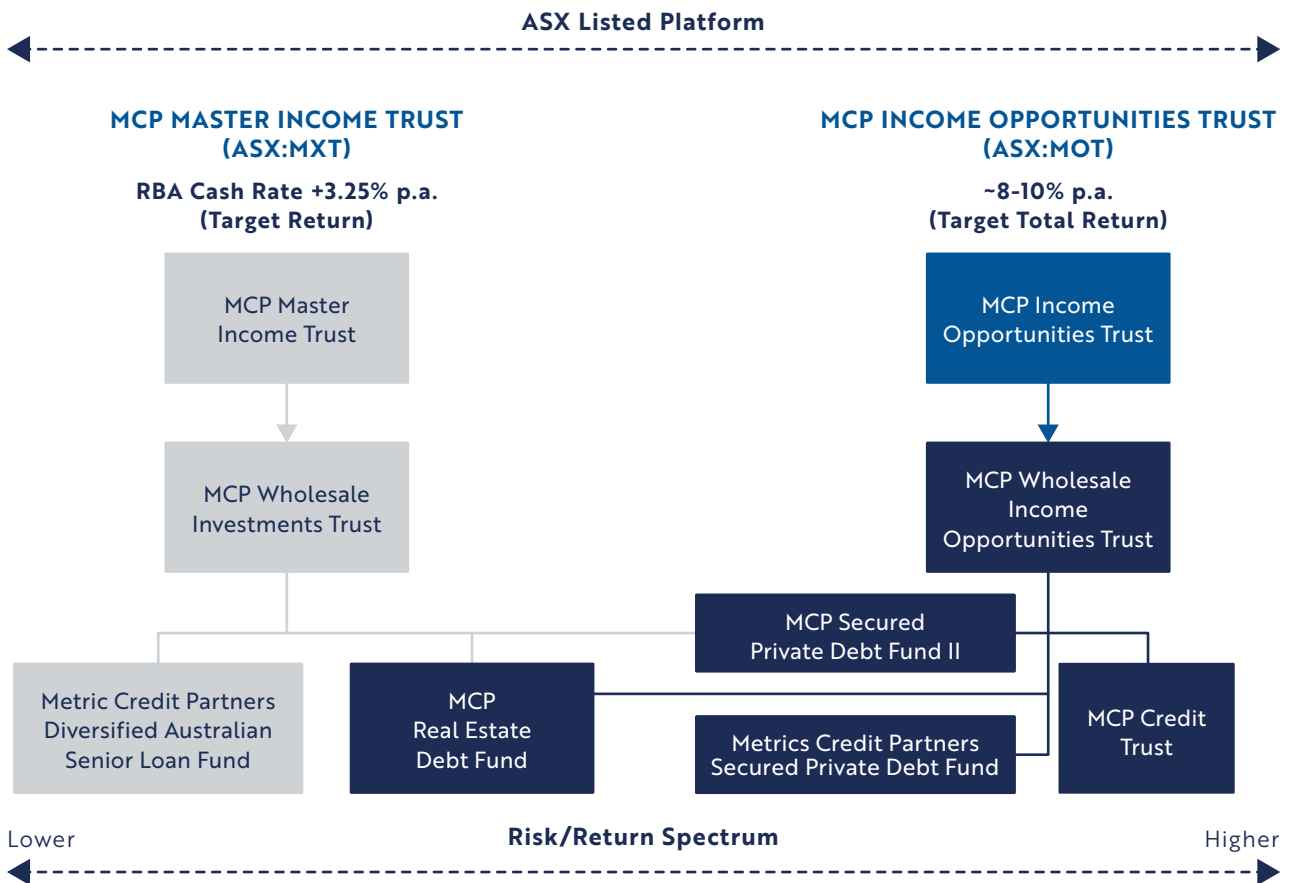 ASX Listed Platform
MCP MASTER INCOME TRUST
(ASX:MXT)
RBA Cash Rate +3.25% p.a.
(Target Return)
MCP INCOME OPPORTUNITIES TRUST
(ASX:MOT)
~8-10% p.a.
(Target Total Return)
MCP Master
Income Trust
MCP Income
Opportunities Trust
MCP Wholesale
Investments Trust
MCP Wholesale
Income
Opportunities Trust
MCP Secured
Private Debt Fund II
Metric Credit Partners
Diversified Australian
Senior Loan Fund
MCP
Real Estate
Debt Fund
Metrics Credit Partners
Secured Private Debt Fund
MCP Credit
Trust
Lower
Risk/Return Spectrum
Higher